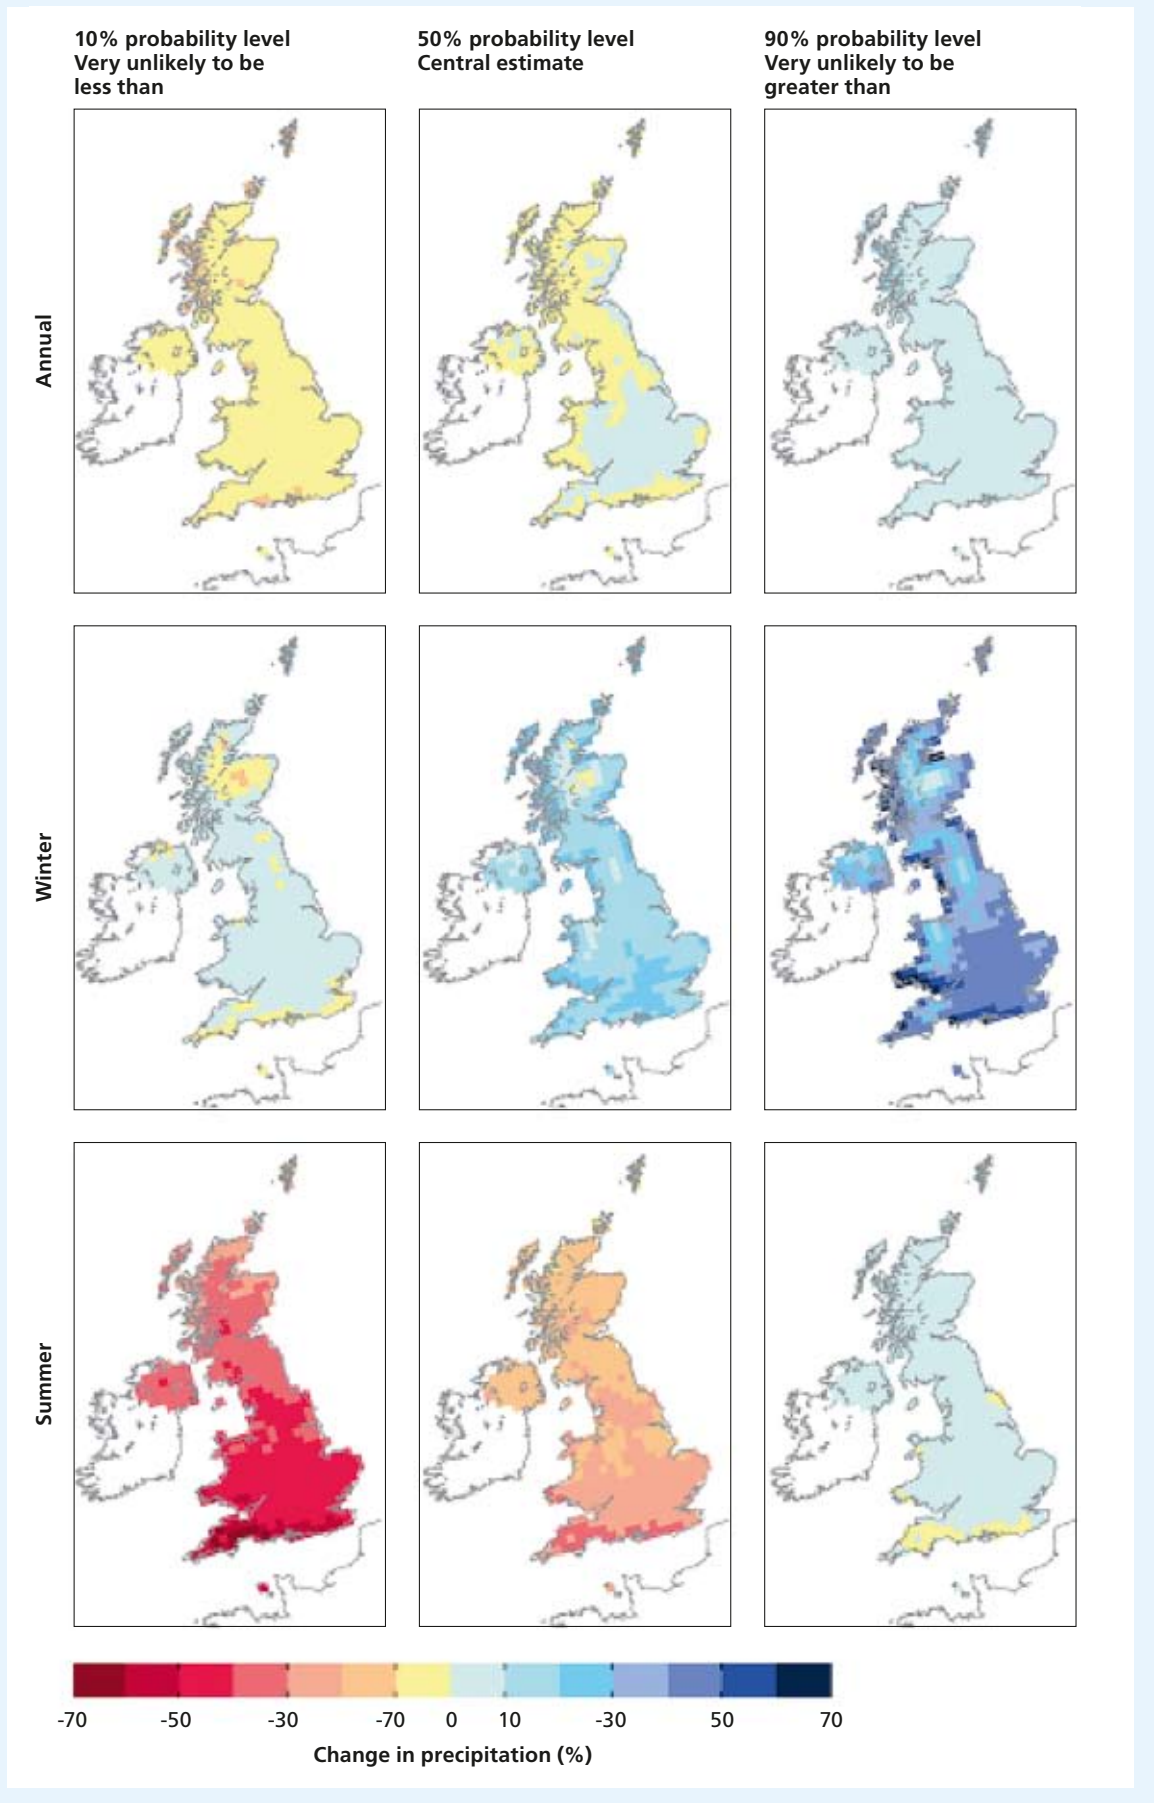 10% probability level
Very unlikely to be
less than
50% probability level
Central estimate
90% probability level
Very unlikely to be
greater than
Annual
Winter
Summer
-70 -50 -30 -70 0 10 -30 50 70
Change in precipitation (%)